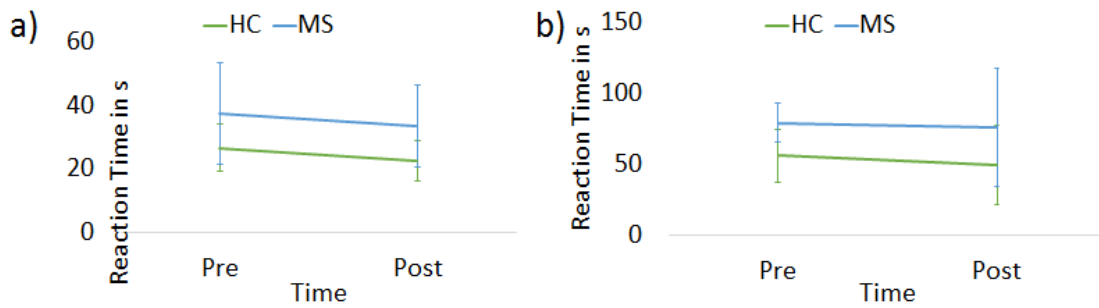 a)
HC MS
60
40
20
0
Reaction Time in s
Pre Post
Time
b)
HC MS
150
100
50
0
Reaction Time in s
Pre Post
Time